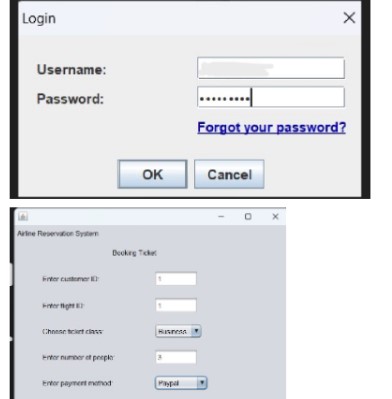 Login
Username:
Password:
Forgot your password?
OK Cancel
Airline Reservation System
Booking Ticket
Enter customer ID: 1
Enter flight ID: 1
Choose ticket class: Business
Enter number of people: 3
Enter payment method: Paypal